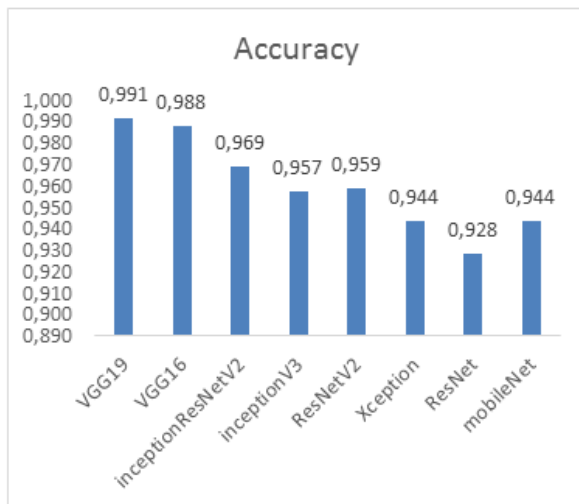 Accuracy
1,000
0,990
0,980
0,970
0,960
0,950
0,940
0,930
0,920
0,910
0,900
0,890
0,991
0,988
0,969
0,957
0,959
0,944
0,928
0,944
VGG19
VGG16
inceptionResNetV2
inceptionV3
ResNetV2
Xception
ResNet
mobileNet